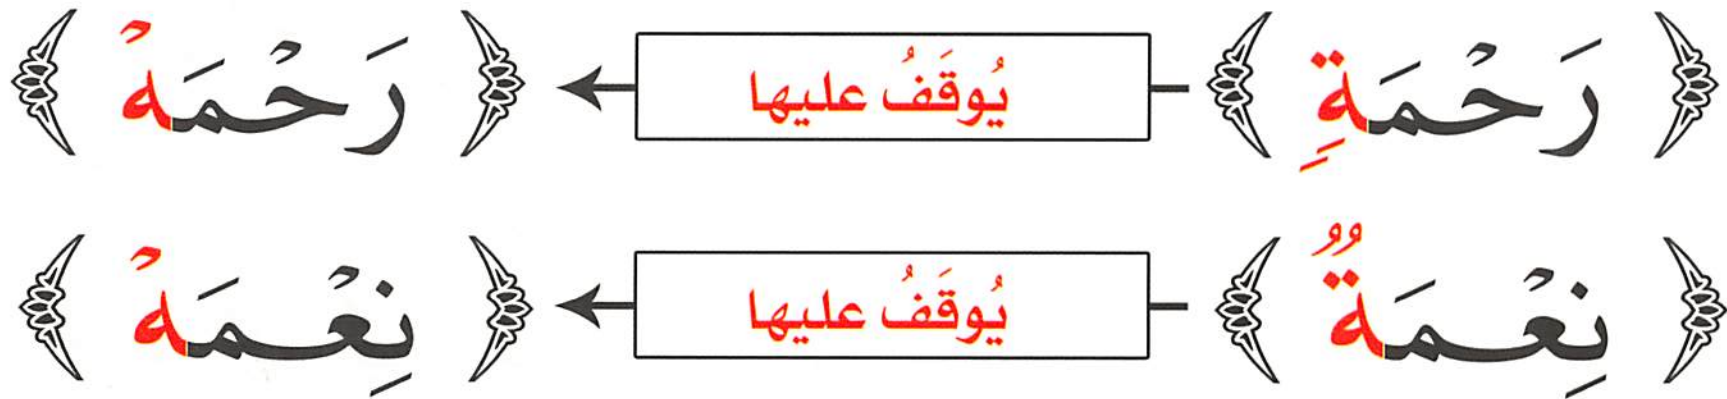 ﴿رَحْمَةٍ﴾ يُوقَفُ عليها ﴿رَحْمَهْ﴾
﴿نِعْمَةٌ﴾ يُوقَفُ عليها ﴿نِعْمَهْ﴾